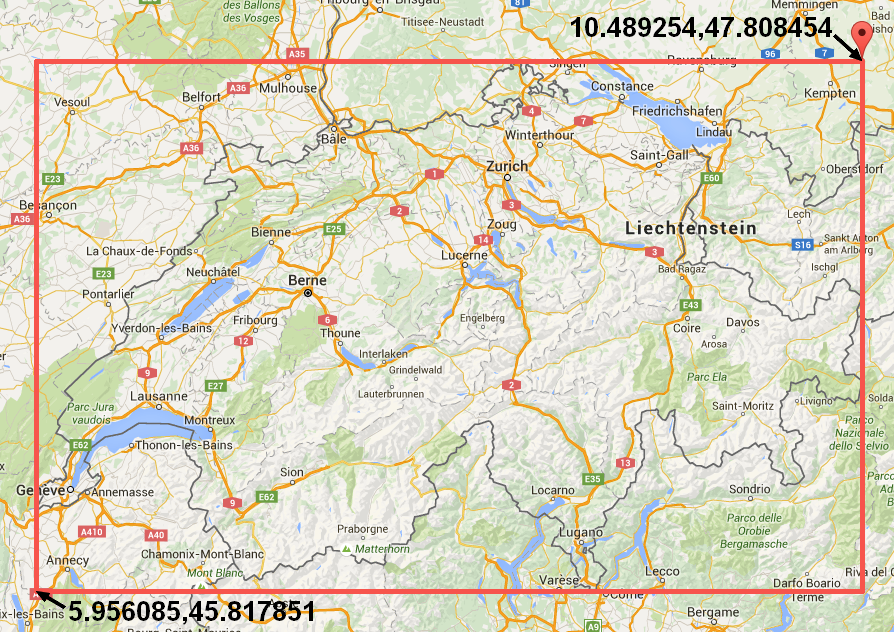 des Ballons
des Vosges
Titisee-Neustadt
81
Memmingen
10.489254,47.808454
A35
96
7
Singen
Ravensburg
Vesoul
Belfort
A36
Mulhouse
Constance
Kempten
Friedrichshafen
4
7
Bâle
Winterthour
Lindau
A36
Zurich
Saint-Gall
Oberstdorf
E23
1
E60
Besançon
A36
2
3
Lech
Zoug
Liechtenstein
Bienne
E25
14
S16
Sankt Anton
am Arlberg
La Chaux-de-Fonds
Lucerne
3
Neuchâtel
Bad Ragaz
Ischgl
E23
Berne
Pontarlier
E43
Fribourg
6
Engelberg
Coire
Davos
Yverdon-les-Bains
Thoune
Arosa
12
Interlaken
9
Grindelwald
Parc Ela
E27
Lauterbrunnen
2
Lausanne
Saint-Moritz
Livigno
Parc Jura
vaudois
Montreux
Parco
Nazionale
dello Stelvio
E62
Thonon-les-Bains
Genève
Annemasse
Sion
13
9
E62
E35
Locarno
Sondrio
A410
A40
Praborgne
Lugano
Parco delle
Orobie
Bergamasche
Chamonix-Mont-Blanc
Matterhorn
Annecy
Mont Blanc
Varèse
Lecco
Riva del
Darfo Boario
Terme
5.956085,45.817851
Bergame
A9